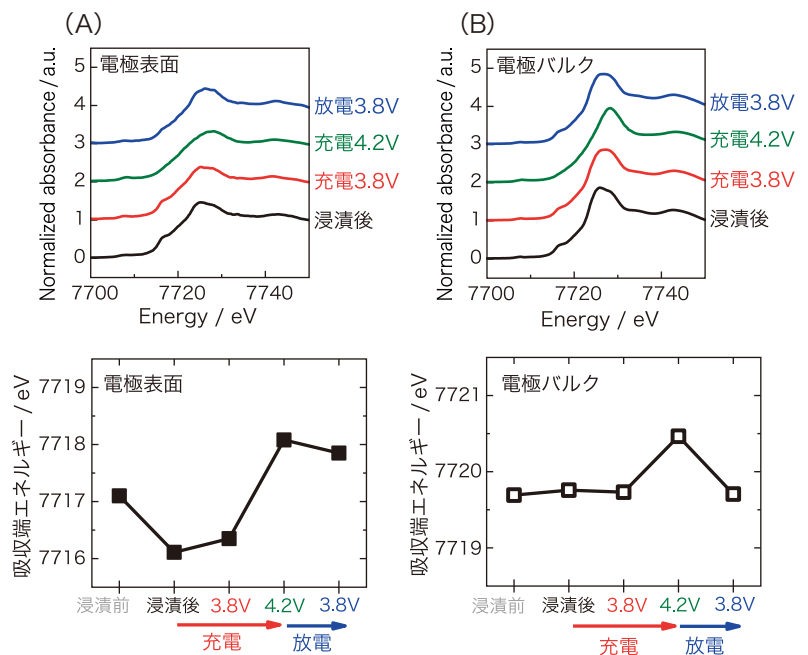 (A)
電極表面
Normalized absorbance / a.u.
5
4
3
2
1
0
放電3.8V
充電4.2V
充電3.8V
浸漬後
7700
7720
7740
Energy / eV
(B)
電極バルク
Normalized absorbance / a.u.
5
4
3
2
1
0
放電3.8V
充電4.2V
充電3.8V
浸漬後
7700
7720
7740
Energy / eV
電極表面
吸収端エネルギー / eV
7719
7718
7717
7716
浸漬前
浸漬後
3.8V
4.2V
3.8V
充電
放電
電極バルク
吸収端エネルギー / eV
7721
7720
7719
浸漬前
浸漬後
3.8V
4.2V
3.8V
充電
放電